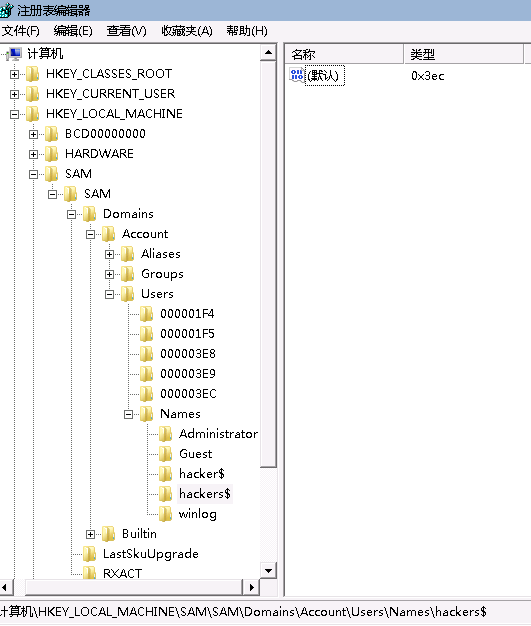 注册表编辑器
文件(F) 编辑(E) 查看(V) 收藏夹(A) 帮助(H)
计算机
HKEY_CLASSES_ROOT
HKEY_CURRENT_USER
HKEY_LOCAL_MACHINE
BCD00000000
HARDWARE
SAM
SAM
Domains
Account
Aliases
Groups
Users
000001F4
000001F5
000003E8
000003E9
000003EC
Names
Administrator
Guest
hacker$
hackers$
winlog
Builtin
LastSkuUpgrade
RXACT
名称 类型
(默认) 0x3ec
计算机\HKEY_LOCAL_MACHINE\SAM\SAM\Domains\Account\Users\Names\hackers$